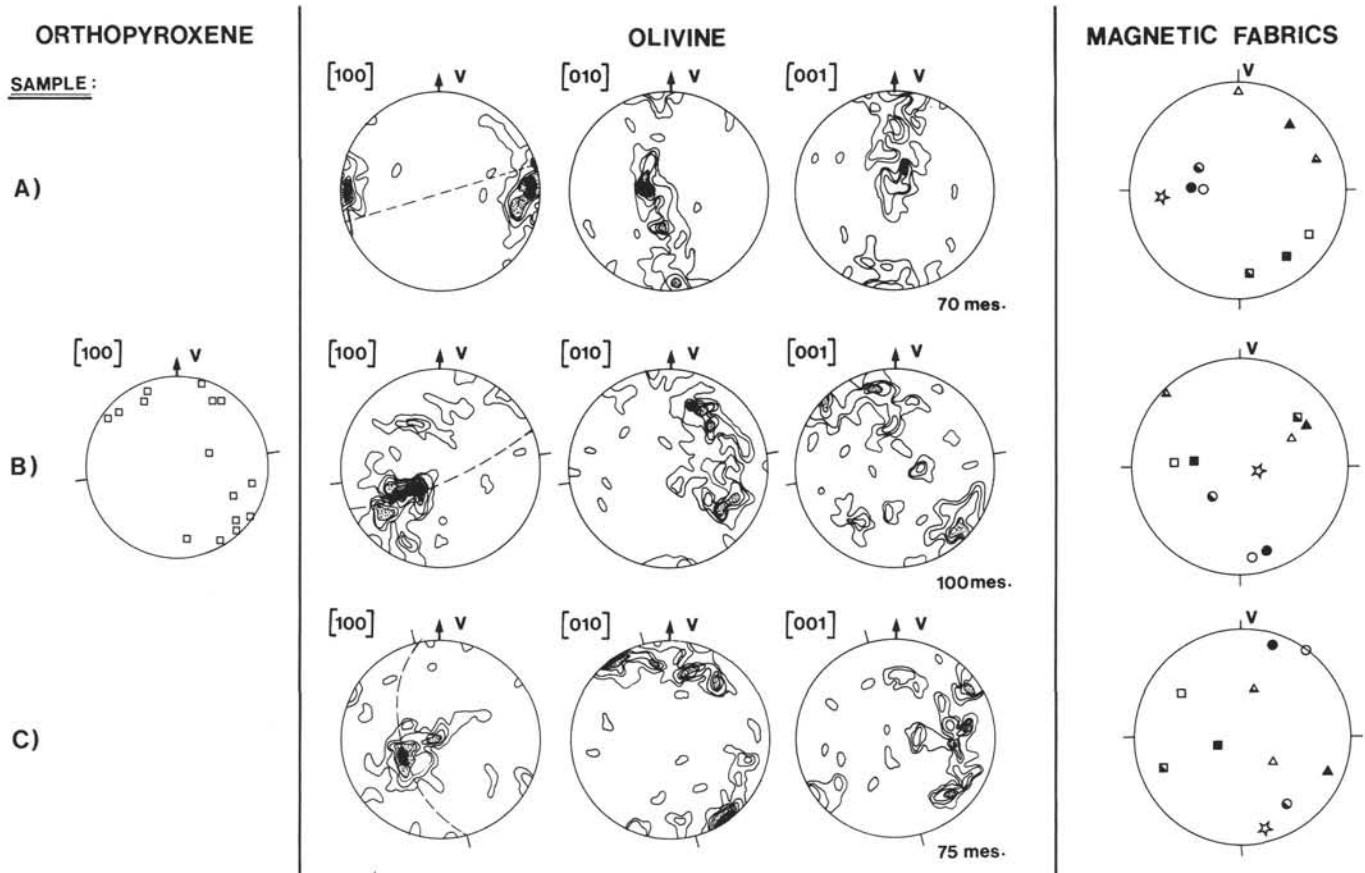 ORTHOPYROXENE
OLIVINE
MAGNETIC FABRICS
SAMPLE:
[100] V
[010] V
[001] V
V
A)
70 mes.
[100] V
[100] V
[010] V
[001] V
V
B)
100 mes.
[100] V
[010] V
[001] V
V
C)
75 mes.